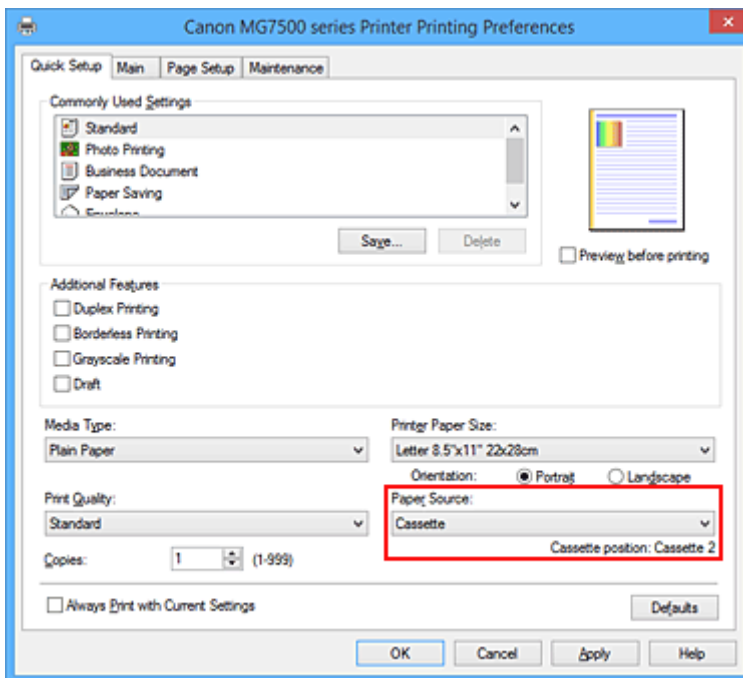 Canon MG7500 series Printer Printing Preferences
Quick Setup Main Page Setup Maintenance
Commonly Used Settings
Standard
Photo Printing
Business Document
Paper Saving
Envelope
Save... Delete
Preview before printing
Additional Features
Duplex Printing
Borderless Printing
Grayscale Printing
Draft
Media Type:
Plain Paper
Printer Paper Size:
Letter 8.5"x11" 22x28cm
Orientation: Portrait Landscape
Print Quality:
Standard
Paper Source:
Cassette
Cassette position: Cassette 2
Copies: 1 (1-999)
Always Print with Current Settings
Defaults
OK Cancel Apply Help